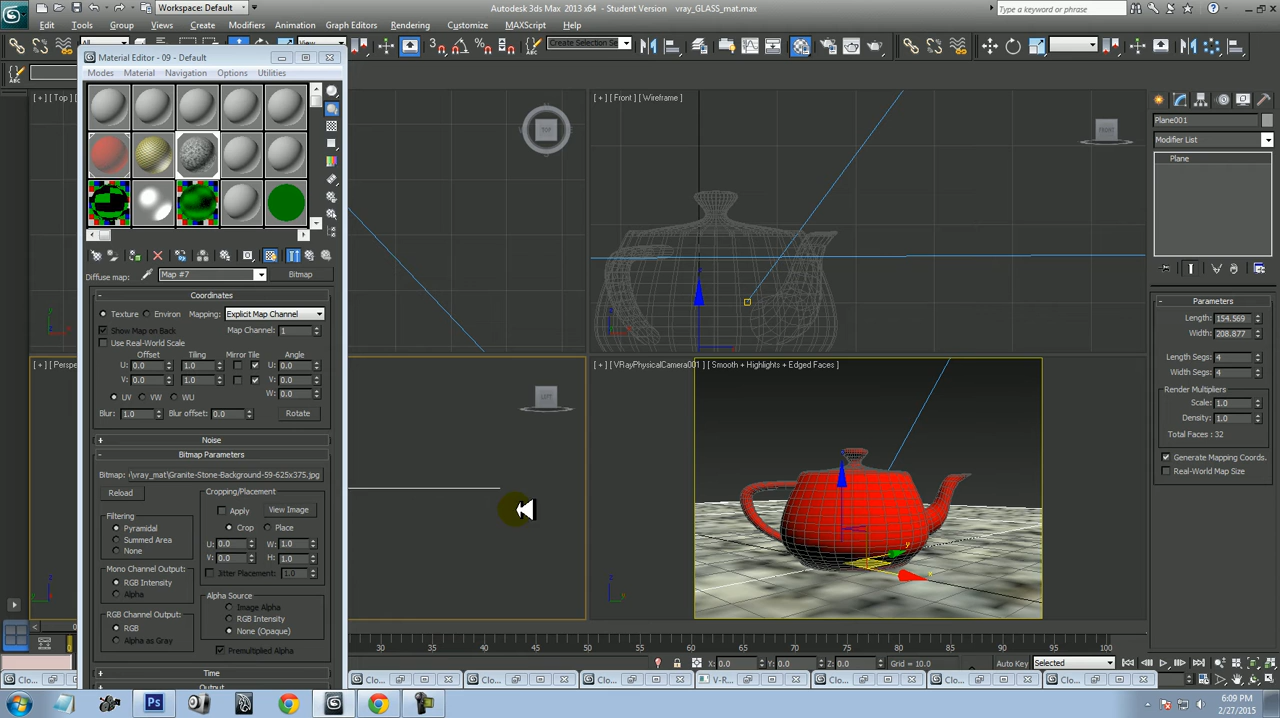 Workspace: Default
Autodesk 3ds Max 2013 x64 - Student Version vray_GLASS_mat.max
Type a keyword or phrase
Edit Tools Group Views Create Modifiers Animation Graph Editors Rendering Customize MAXScript Help
All
View
Create Selection Se
Material Editor - 09 - Default
Modes Material Navigation Options Utilities
[ + ] [ Top ]
TOP
[ + ] [ Front ] [ Wireframe ]
FRONT
Plane001
Modifier List
Plane
Diffuse map:
Map #7
Bitmap
Coordinates
Texture
Environ
Mapping:
Explicit Map Channel
Show Map on Back
Map Channel: 1
Use Real-World Scale
Offset Tiling Mirror Tile Angle
U: 0.0 1.0 U: 0.0
V: 0.0 1.0 V: 0.0
UV VW WU W: 0.0
Blur: 1.0 Blur offset: 0.0 Rotate
Noise
Bitmap Parameters
Bitmap: \vray_mat\Granite-Stone-Background-59-625x375.jpg
Reload
Cropping/Placement
Apply View Image
Crop Place
U: 0.0 W: 1.0
V: 0.0 H: 1.0
Jitter Placement: 1.0
Filtering
Pyramidal
Summed Area
None
Mono Channel Output:
RGB Intensity
Alpha
RGB Channel Output:
RGB
Alpha as Gray
Alpha Source
Image Alpha
RGB Intensity
None (Opaque)
Premultiplied Alpha
Time
Output
[ + ] [ Persp
LEFT
[ + ] [ VRayPhysicalCamera001 ] [ Smooth + Highlights + Edged Faces ]
Parameters
Length: 154.569
Width: 208.877
Length Segs: 4
Width Segs: 4
Render Multipliers
Scale: 1.0
Density: 1.0
Total Faces: 32
Generate Mapping Coords.
Real-World Map Size
30 35 40 45 50 55 60 65 70 75 80 85 90 95 100
X: 0.0 Y: 0.0 Z: 0.0 Grid = 10.0
Auto Key
Selected
Clo... Clo... Clo... Clo... V-R... Clo... Clo... Clo...
6:09 PM
2/27/2015